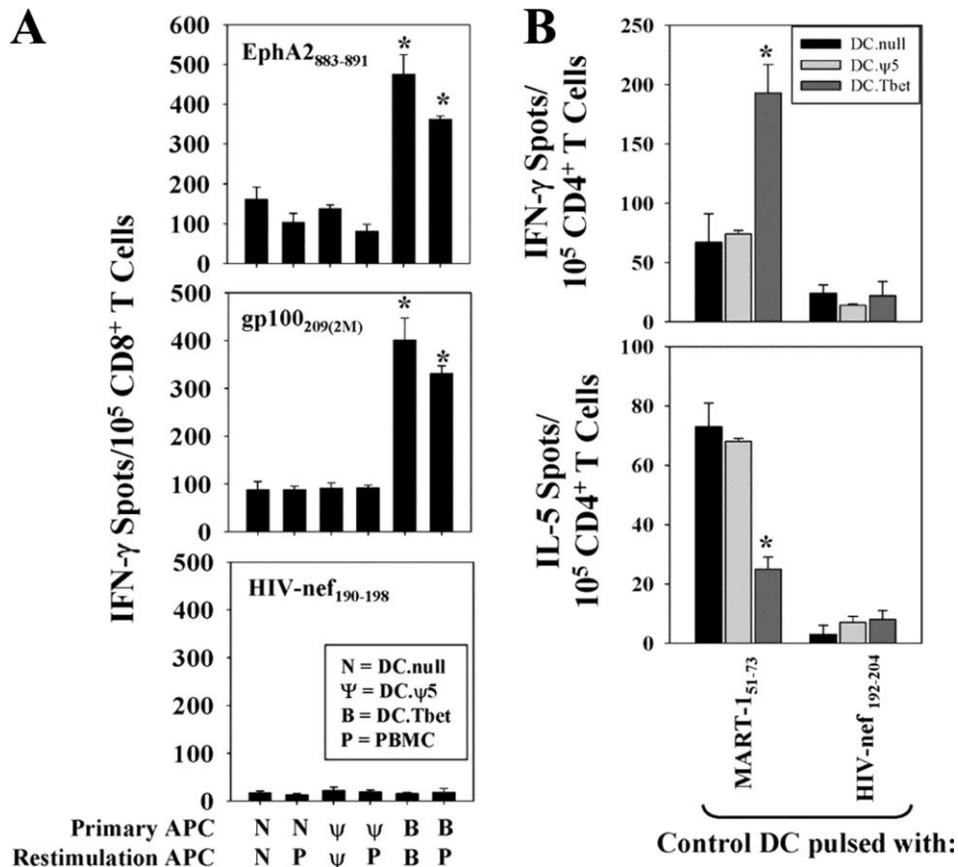 A
IFN-γ Spots/10⁵ CD8⁺ T Cells
EphA2₈₈₃₋₈₉₁
600
500
400
300
200
100
0
gp100₂₀₉₍₂M₎
500
400
300
200
100
0
HIV-nef₁₉₀₋₁₉₈
500
400
300
200
100
0
* *
* *
N = DC.null
Ψ = DC.ψ5
B = DC.Tbet
P = PBMC
Primary APC N N ψ ψ B B
Restimulation APC N P ψ P B P
B
IFN-γ Spots/
10⁵ CD4⁺ T Cells
250
200
150
100
50
0
*
DC.null
DC.ψ5
DC.Tbet
IL-5 Spots/
10⁵ CD4⁺ T Cells
100
80
60
40
20
0
*
MART-1₅₁₋₇₃
HIV-nef ₁₉₂₋₂₀₄
Control DC pulsed with: